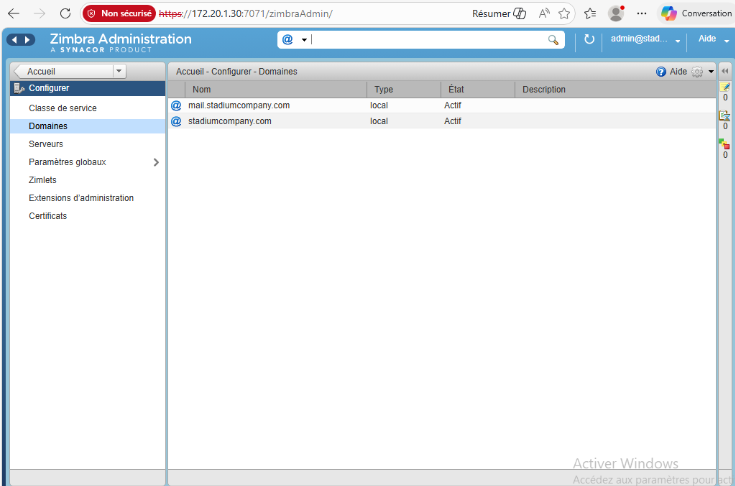 Non sécurisé https://172.20.1.30:7071/zimbraAdmin/ Résumer A Conversation
Zimbra Administration
A SYNACOR PRODUCT
@ admin@stad... Aide
Accueil
Accueil - Configurer - Domaines Aide
Configurer
Nom Type État Description
Classe de service
@ mail.stadiumcompany.com local Actif
Domaines
@ stadiumcompany.com local Actif
Serveurs
Paramètres globaux
Zimlets
Extensions d'administration
Certificats
0
0
0
Activer Windows
Accédez aux paramètres pour act